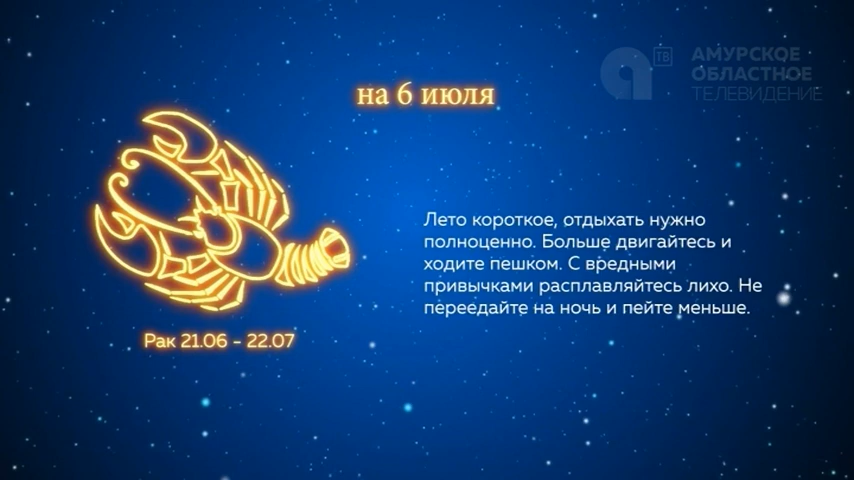 АМУРСКОЕ
ТВ ОБЛАСТНОЕ
ТЕЛЕВИДЕНИЕ
на 6 июля
Лето короткое, отдыхать нужно
полноценно. Больше двигайтесь и
ходите пешком. С вредными
привычками расплавляйтесь лихо. Не
переедайте на ночь и пейте меньше.
Рак 21.06 - 22.07